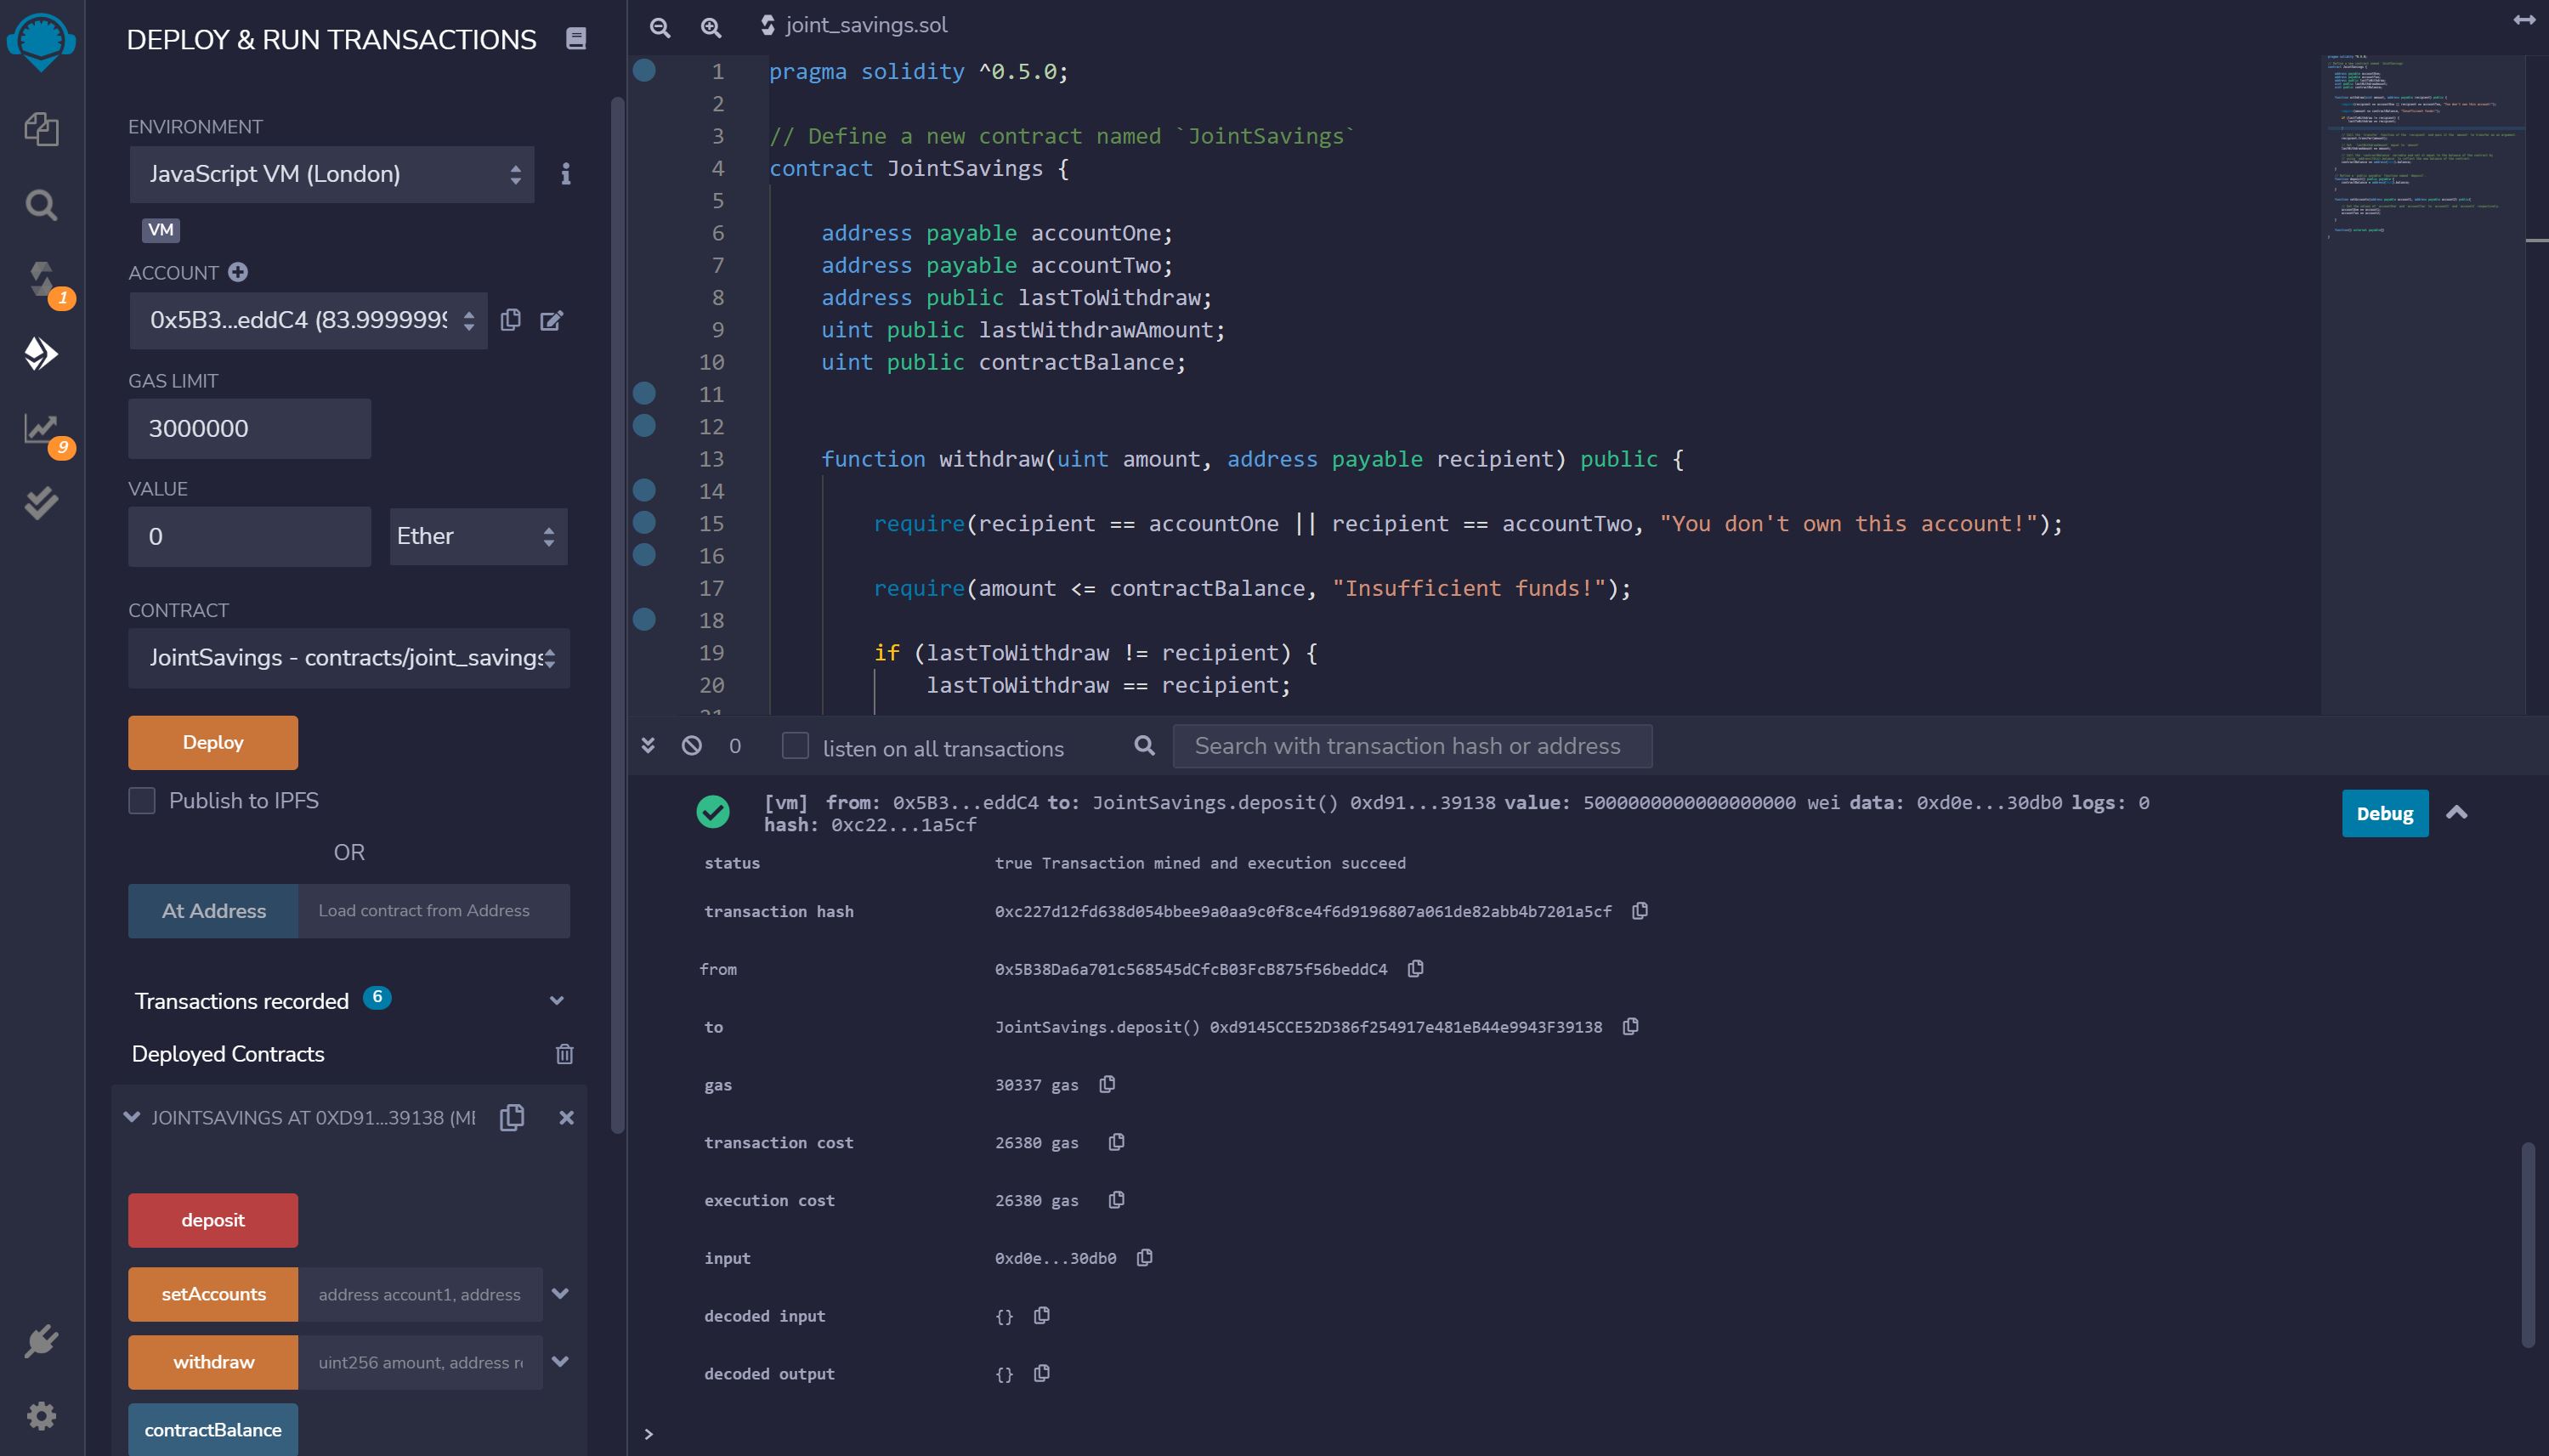 DEPLOY & RUN TRANSACTIONS
ENVIRONMENT
JavaScript VM (London)
VM
ACCOUNT
0x5B3...eddC4 (83.9999999
GAS LIMIT
3000000
VALUE
0
Ether
CONTRACT
JointSavings - contracts/joint_savings
Deploy
Publish to IPFS
OR
At Address
Load contract from Address
Transactions recorded 6
Deployed Contracts
JOINTSAVINGS AT 0XD91...39138 (ME
deposit
setAccounts
address account1, address
withdraw
uint256 amount, address re
contractBalance
1
9
joint_savings.sol
1 pragma solidity ^0.5.0;
2
3 // Define a new contract named `JointSavings`
4 contract JointSavings {
5
6 address payable accountOne;
7 address payable accountTwo;
8 address public lastToWithdraw;
9 uint public lastWithdrawAmount;
10 uint public contractBalance;
11
12
13 function withdraw(uint amount, address payable recipient) public {
14
15 require(recipient == accountOne || recipient == accountTwo, "You don't own this account!");
16
17 require(amount <= contractBalance, "Insufficient funds!");
18
19 if (lastToWithdraw != recipient) {
20 lastToWithdraw == recipient;
21
0
listen on all transactions
Search with transaction hash or address
[vm] from: 0x5B3...eddC4 to: JointSavings.deposit() 0xd91...39138 value: 5000000000000000000 wei data: 0xd0e...30db0 logs: 0
hash: 0xc22...1a5cf
Debug
status true Transaction mined and execution succeed
transaction hash 0xc227d12fd638d054bbee9a0aa9c0f8ce4f6d9196807a061de82abb4b7201a5cf
from 0x5B38Da6a701c568545dCfcB03FcB875f56beddC4
to JointSavings.deposit() 0xd9145CCE52D386f254917e481eB44e9943F39138
gas 30337 gas
transaction cost 26380 gas
execution cost 26380 gas
input 0xd0e...30db0
decoded input {}
decoded output {}
>